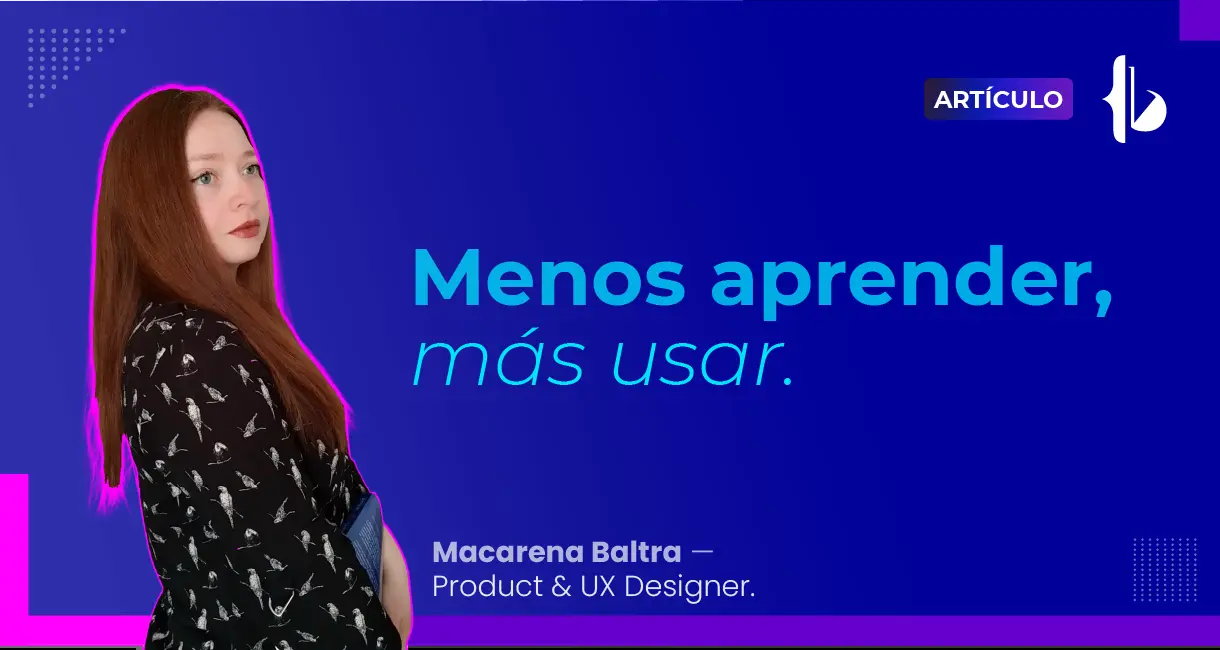 ARTÍCULO
Menos aprender,
más usar.
Macarena Baltra —
Product & UX Designer.